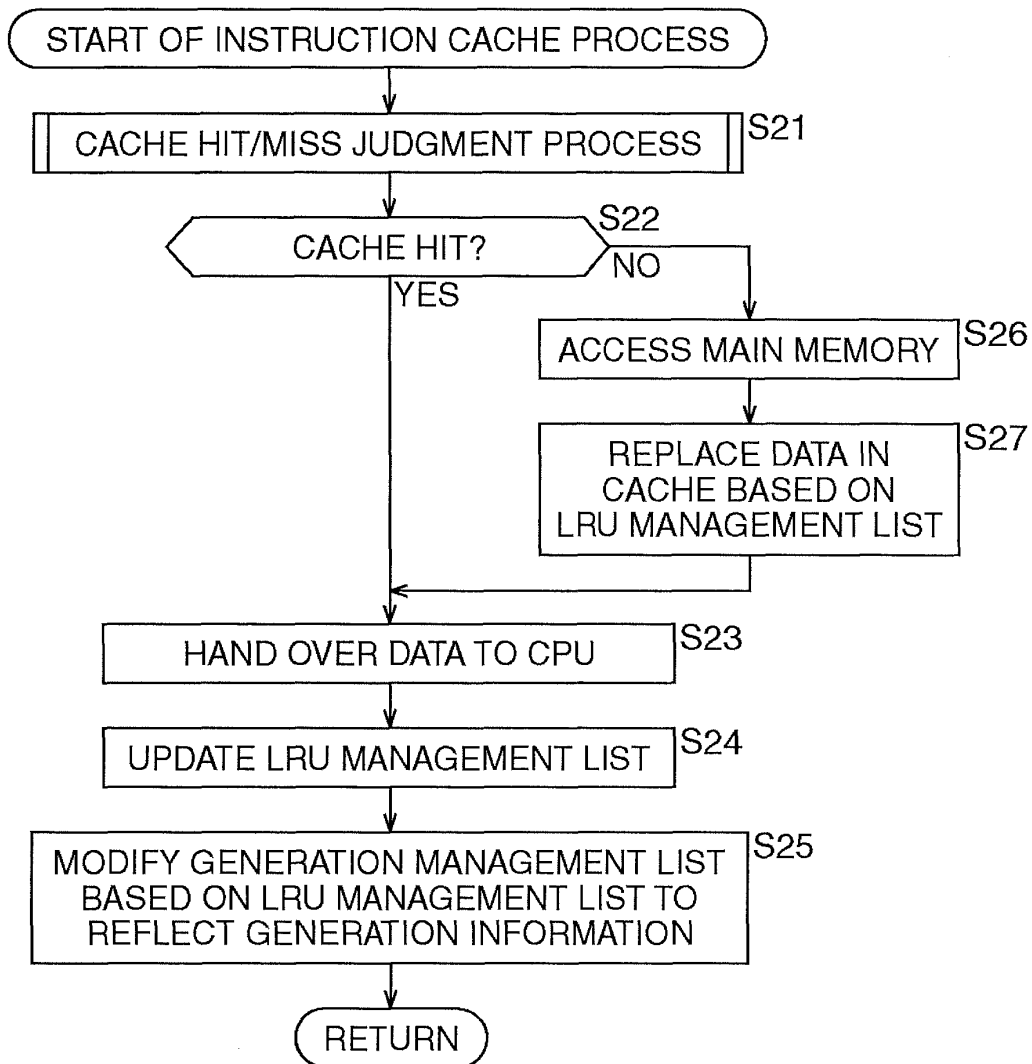 START OF INSTRUCTION CACHE PROCESS
CACHE HIT/MISS JUDGMENT PROCESS
S21
S22
CACHE HIT?
NO
YES
S26
ACCESS MAIN MEMORY
S27
REPLACE DATA IN
CACHE BASED ON
LRU MANAGEMENT LIST
HAND OVER DATA TO CPU
S23
UPDATE LRU MANAGEMENT LIST
S24
MODIFY GENERATION MANAGEMENT LIST
BASED ON LRU MANAGEMENT LIST TO
REFLECT GENERATION INFORMATION
S25
RETURN